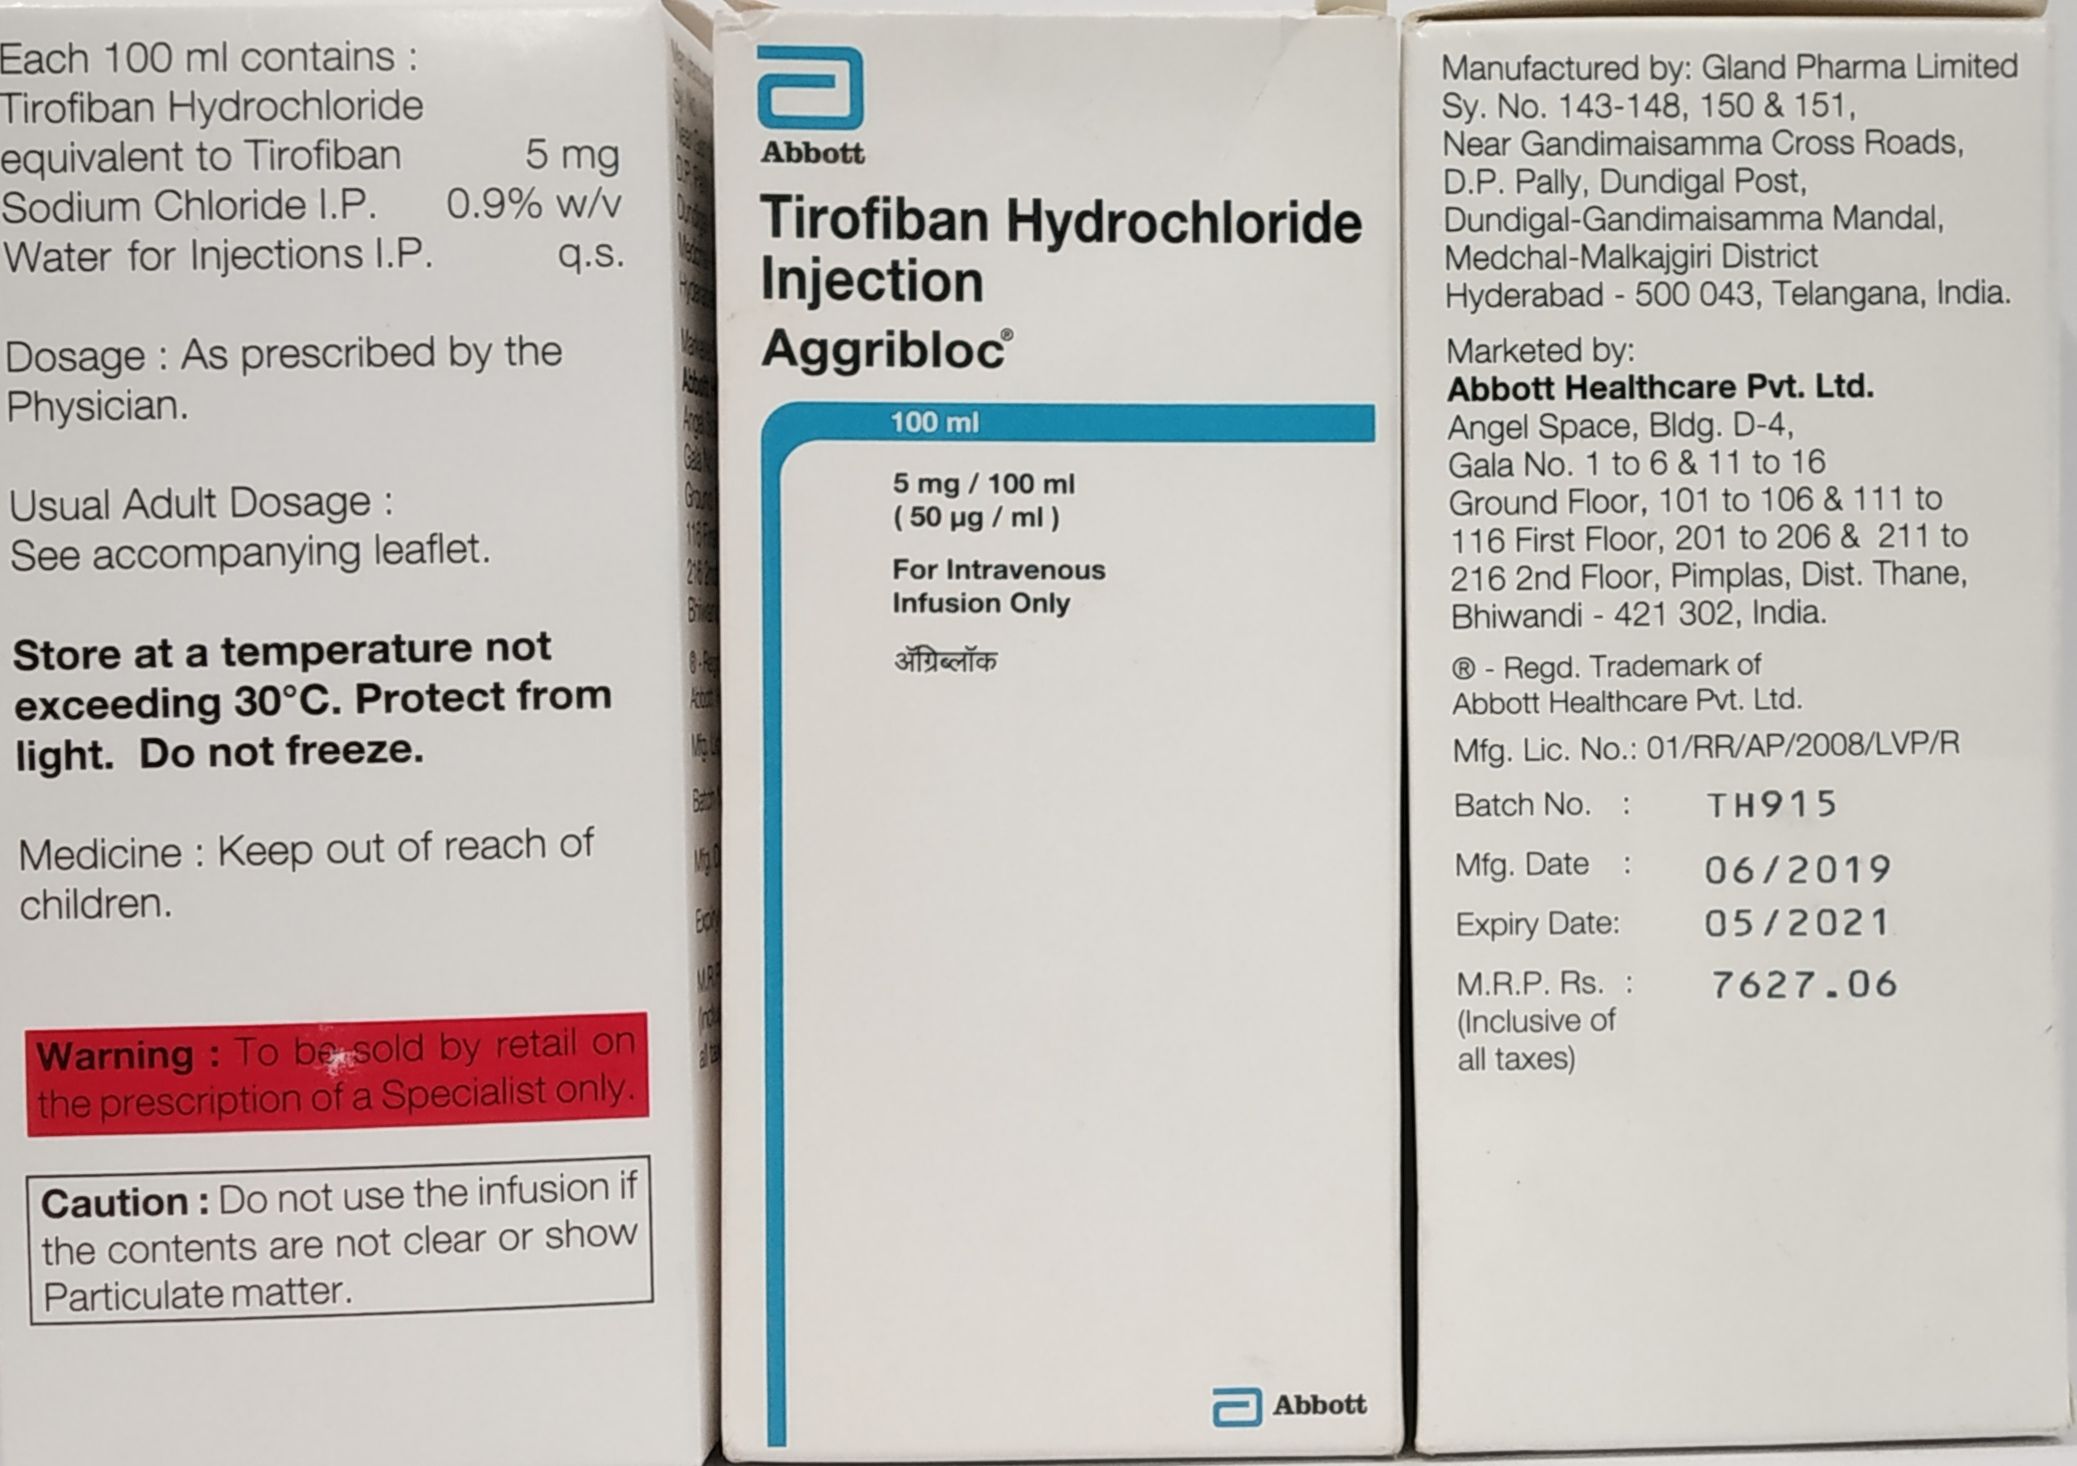 Each 100 ml contains :
Tirofiban Hydrochloride
equivalent to Tirofiban 5 mg
Sodium Chloride I.P. 0.9% w/v
Water for Injections I.P. q.s.
Dosage : As prescribed by the
Physician.
Usual Adult Dosage :
See accompanying leaflet.
Store at a temperature not
exceeding 30°C. Protect from
light. Do not freeze.
Medicine : Keep out of reach of
children.
Warning : To be sold by retail on
the prescription of a Specialist only.
Caution : Do not use the infusion if
the contents are not clear or show
Particulate matter.
Abbott
Tirofiban Hydrochloride
Injection
Aggribloc®
100 ml
5 mg / 100 ml
( 50 µg / ml )
For Intravenous
Infusion Only
ॲग्रिब्लॉक
Abbott
Manufactured by: Gland Pharma Limited
Sy. No. 143-148, 150 & 151,
Near Gandimaisamma Cross Roads,
D.P. Pally, Dundigal Post,
Dundigal-Gandimaisamma Mandal,
Medchal-Malkajgiri District
Hyderabad - 500 043, Telangana, India.
Marketed by:
Abbott Healthcare Pvt. Ltd.
Angel Space, Bldg. D-4,
Gala No. 1 to 6 & 11 to 16
Ground Floor, 101 to 106 & 111 to
116 First Floor, 201 to 206 & 211 to
216 2nd Floor, Pimplas, Dist. Thane,
Bhiwandi - 421 302, India.
® - Regd. Trademark of
Abbott Healthcare Pvt. Ltd.
Mfg. Lic. No.: 01/RR/AP/2008/LVP/R
Batch No. : TH915
Mfg. Date : 06/2019
Expiry Date: 05/2021
M.R.P. Rs. : 7627.06
(Inclusive of
all taxes)